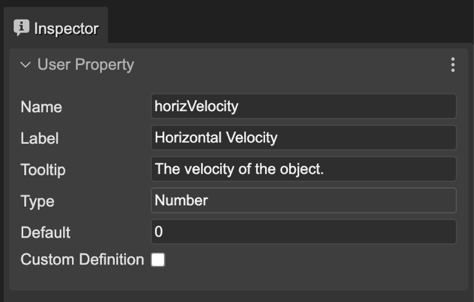 Inspector
User Property
Name horizVelocity
Label Horizontal Velocity
Tooltip The velocity of the object.
Type Number
Default 0
Custom Definition